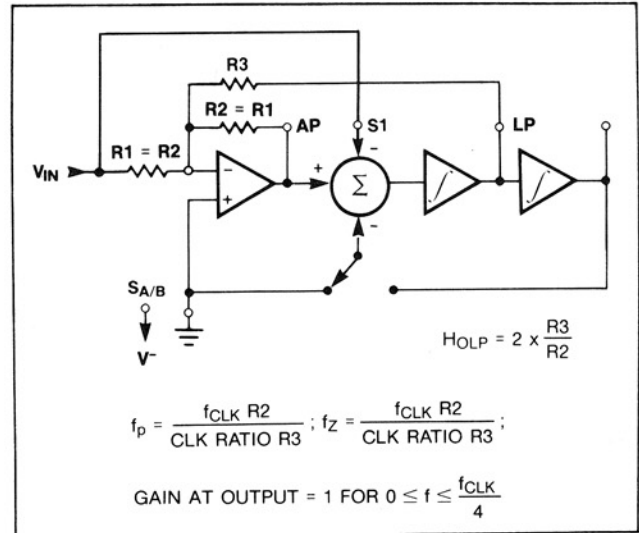 R3
R2 = R1
AP
S1
LP
R1 = R2
VIN
−
+
+
−
Σ
∫
∫
−
SA/B
V−
HOLP = 2 x R3/R2
fp = fCLK R2/CLK RATIO R3 ; fZ = fCLK R2/CLK RATIO R3 ;
GAIN AT OUTPUT = 1 FOR 0 ≤ f ≤ fCLK/4